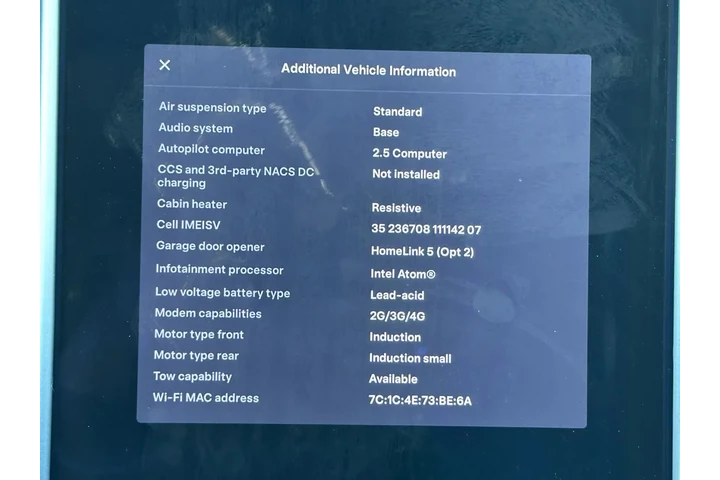 Additional Vehicle Information
Air suspension type Standard
Audio system Base
Autopilot computer 2.5 Computer
CCS and 3rd-party NACS DC Not installed
charging
Cabin heater Resistive
Cell IMEISV 35 236708 111142 07
Garage door opener HomeLink 5 (Opt 2)
Infotainment processor Intel Atom®
Low voltage battery type Lead-acid
Modem capabilities 2G/3G/4G
Motor type front Induction
Motor type rear Induction small
Tow capability Available
Wi-Fi MAC address 7C:1C:4E:73:BE:6A